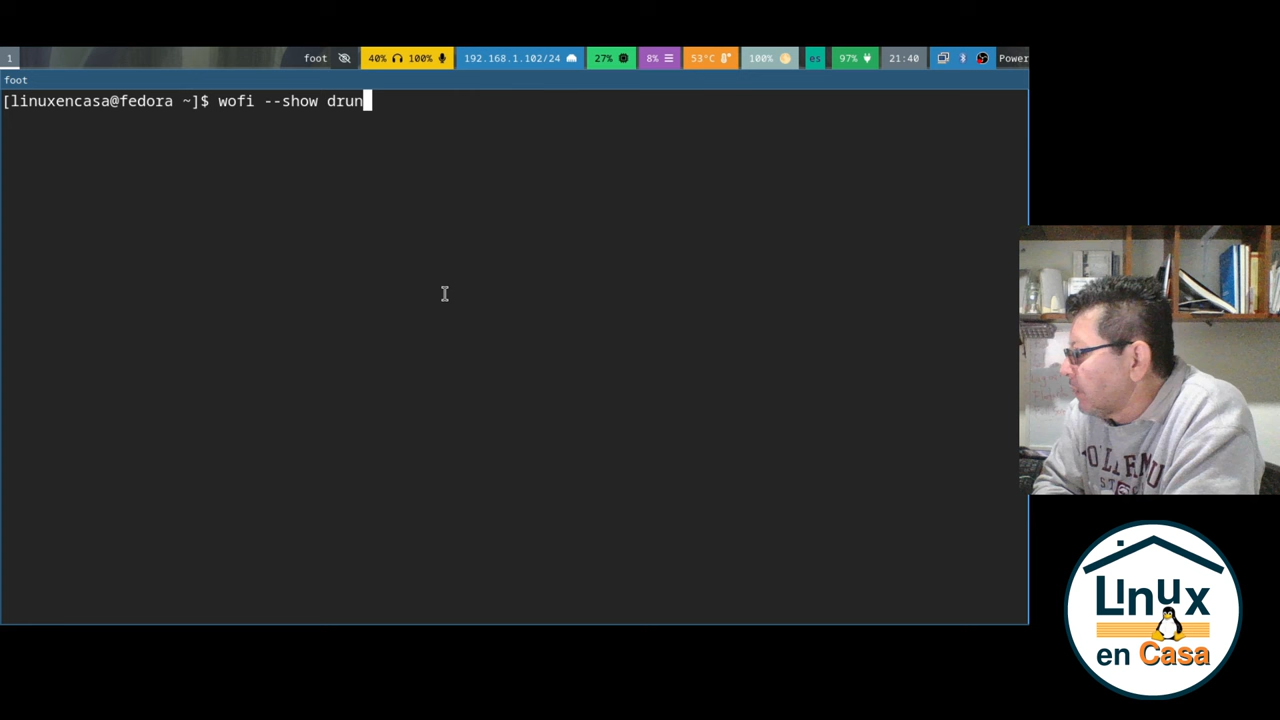 1
foot 40% 100% 192.168.1.102/24 27% 8% 53°C 100% es 97% 21:40 Power
foot
[linuxencasa@fedora ~]$ wofi --show drun
Linux
en Casa